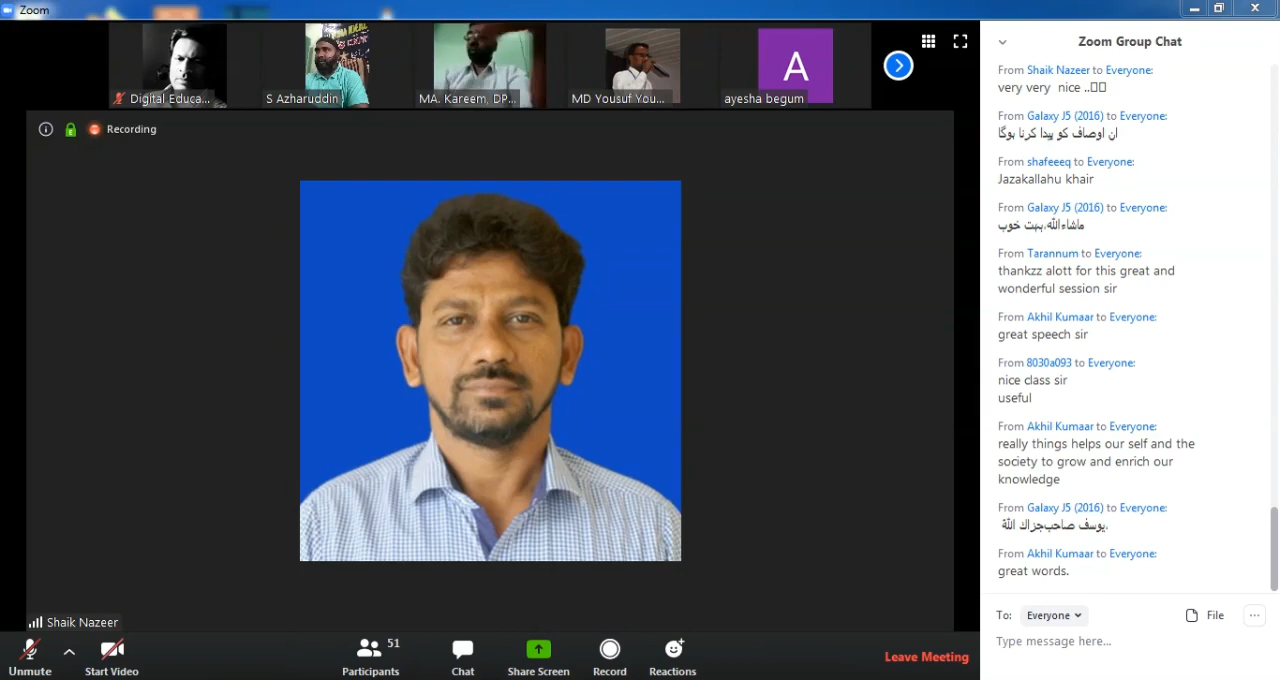 Zoom
Digital Educa...
S Azharuddin
MA. Kareem, DP...
MD Yousuf You...
A
ayesha begum
Recording
Shaik Nazeer
Unmute
Start Video
51
Participants
Chat
Share Screen
Record
Reactions
Leave Meeting
Zoom Group Chat
From Shaik Nazeer to Everyone:
very very nice ..▯▯
From Galaxy J5 (2016) to Everyone:
ان اوصاف کو پیدا کرنا ہوگا
From shafeeeq to Everyone:
Jazakallahu khair
From Galaxy J5 (2016) to Everyone:
ماشاءاللہ،بہت خوب
From Tarannum to Everyone:
thankzz alott for this great and
wonderful session sir
From Akhil Kumaar to Everyone:
great speech sir
From 8030a093 to Everyone:
nice class sir
useful
From Akhil Kumaar to Everyone:
really things helps our self and the
society to grow and enrich our
knowledge
From Galaxy J5 (2016) to Everyone:
یوسف صاحب‌جزاك اللهُ،
From Akhil Kumaar to Everyone:
great words.
To: Everyone
File
...
Type message here...